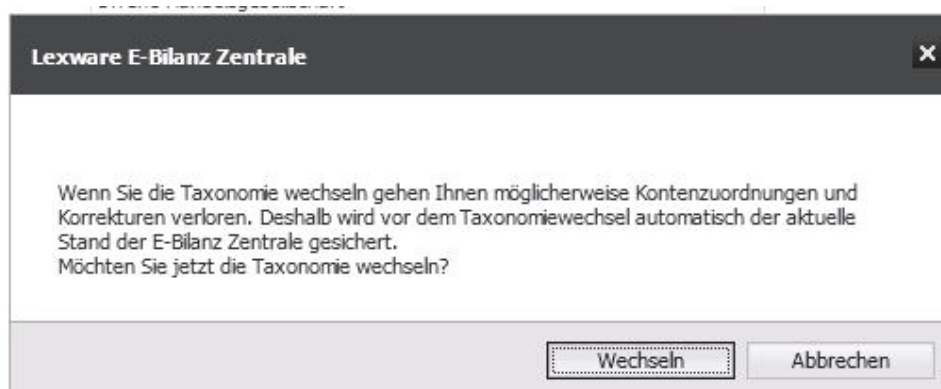 Lexware E-Bilanz Zentrale
Wenn Sie die Taxonomie wechseln gehen Ihnen möglicherweise Kontenzuordnungen und
Korrekturen verloren. Deshalb wird vor dem Taxonomiewechsel automatisch der aktuelle
Stand der E-Bilanz Zentrale gesichert.
Möchten Sie jetzt die Taxonomie wechseln?
Wechseln Abbrechen